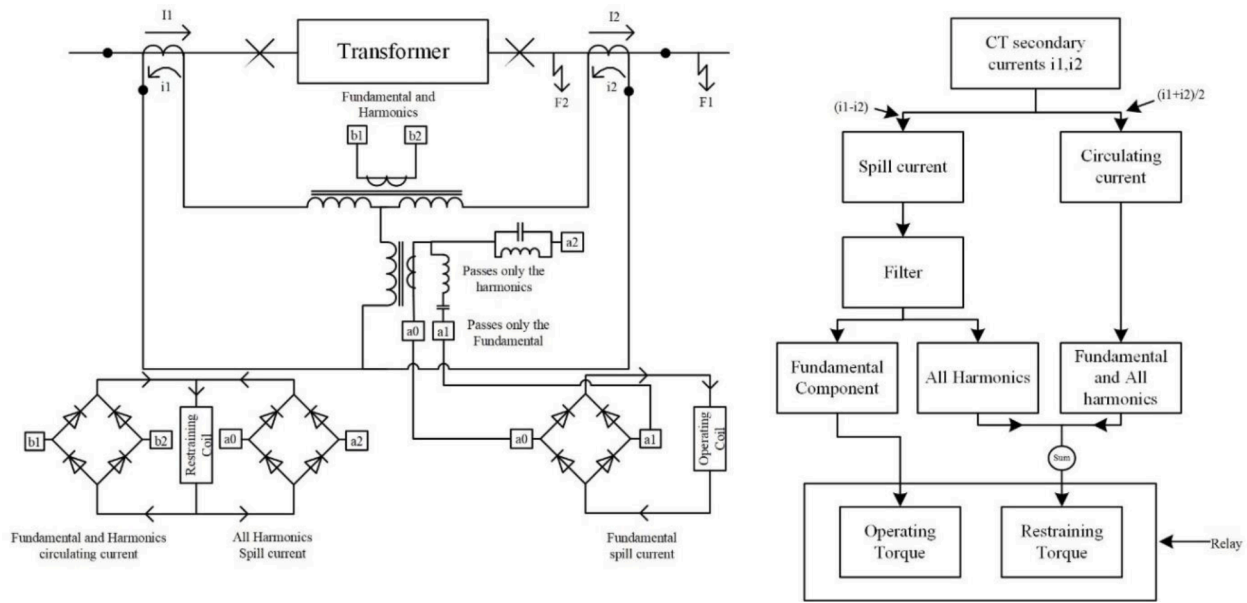 I1
I2
Transformer
i1
i2
F2
F1
Fundamental and
Harmonics
b1
b2
a2
Passes only the
harmonics
a0
a1
Passes only the
Fundamental
b1
b2
Restraining
Coil
a0
a2
a0
a1
Operating
Coil
Fundamental and Harmonics
circulating current
All Harmonics
Spill current
Fundamental
spill current
CT secondary
currents i1,i2
(i1-i2)
(i1+i2)/2
Spill current
Circulating
current
Filter
Fundamental
Component
All Harmonics
Fundamental
and All
harmonics
Sum
Operating
Torque
Restraining
Torque
Relay